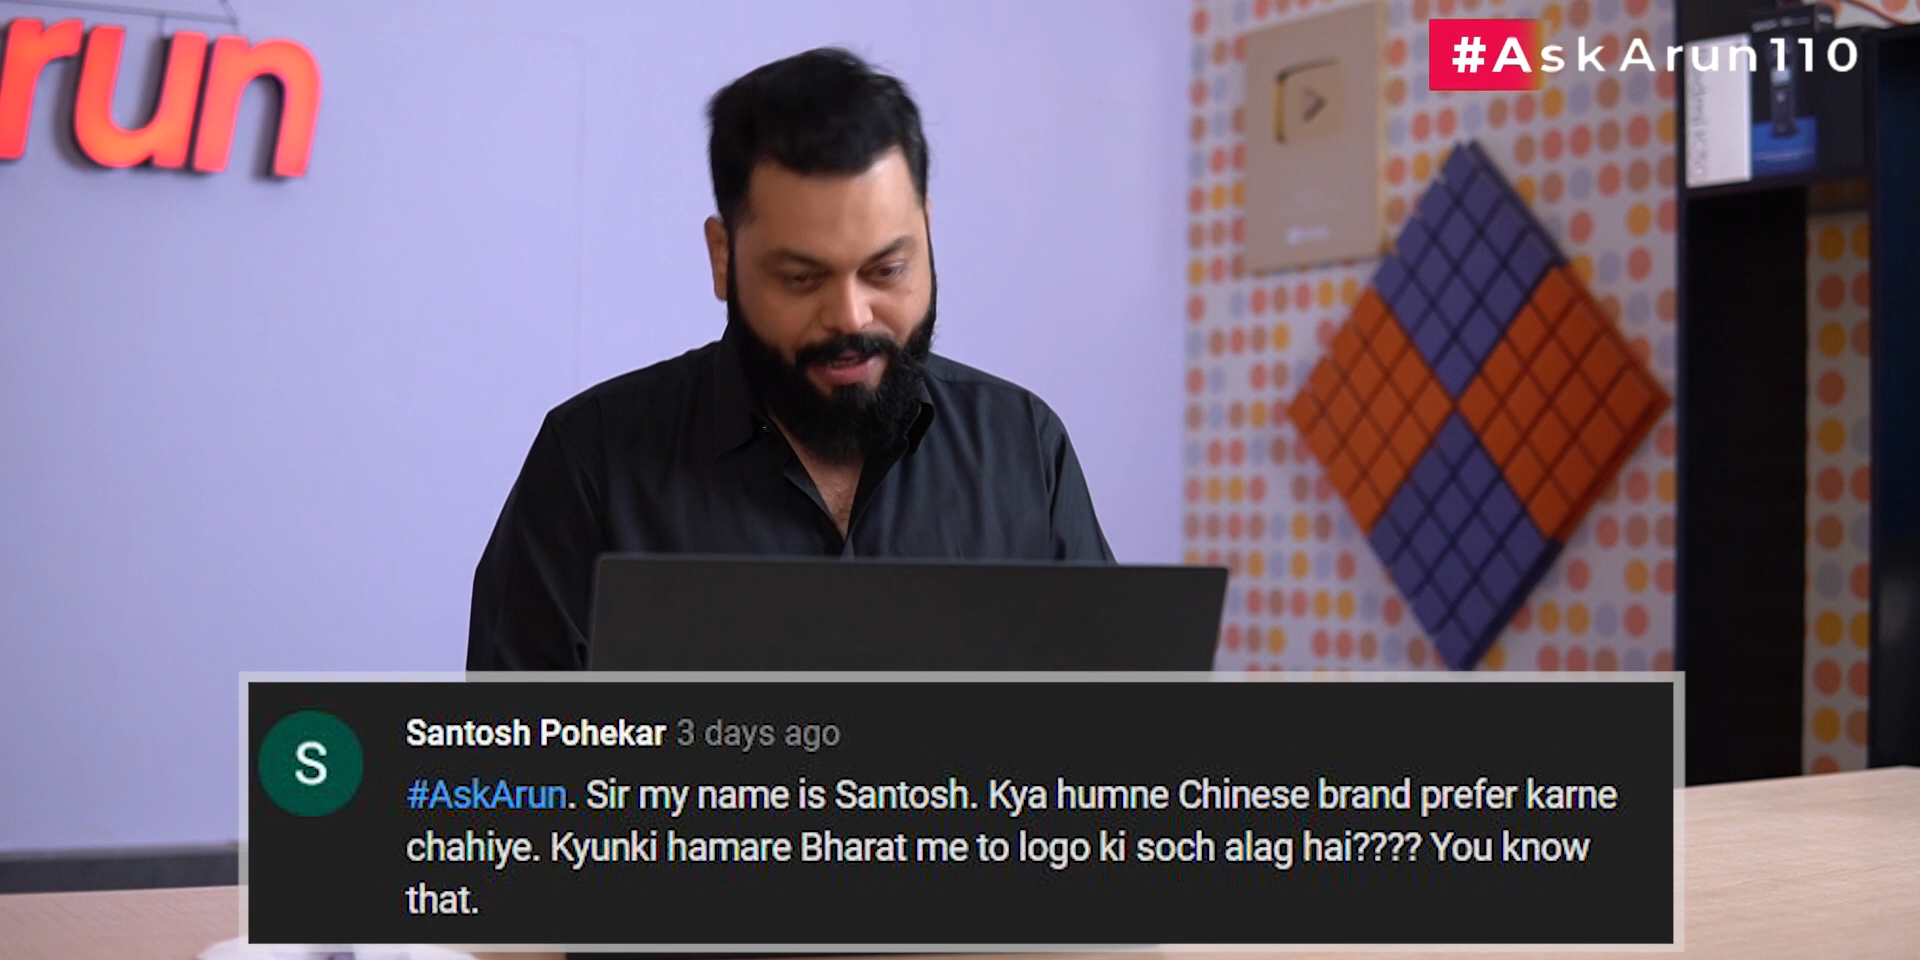 run
#AskArun110
S
Santosh Pohekar 3 days ago
#AskArun. Sir my name is Santosh. Kya humne Chinese brand prefer karne
chahiye. Kyunki hamare Bharat me to logo ki soch alag hai???? You know
that.